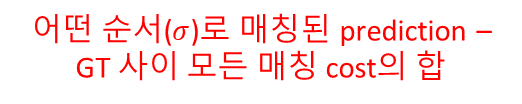 어떤 순서(𝜎)로 매칭된 prediction –
GT 사이 모든 매칭 cost의 합